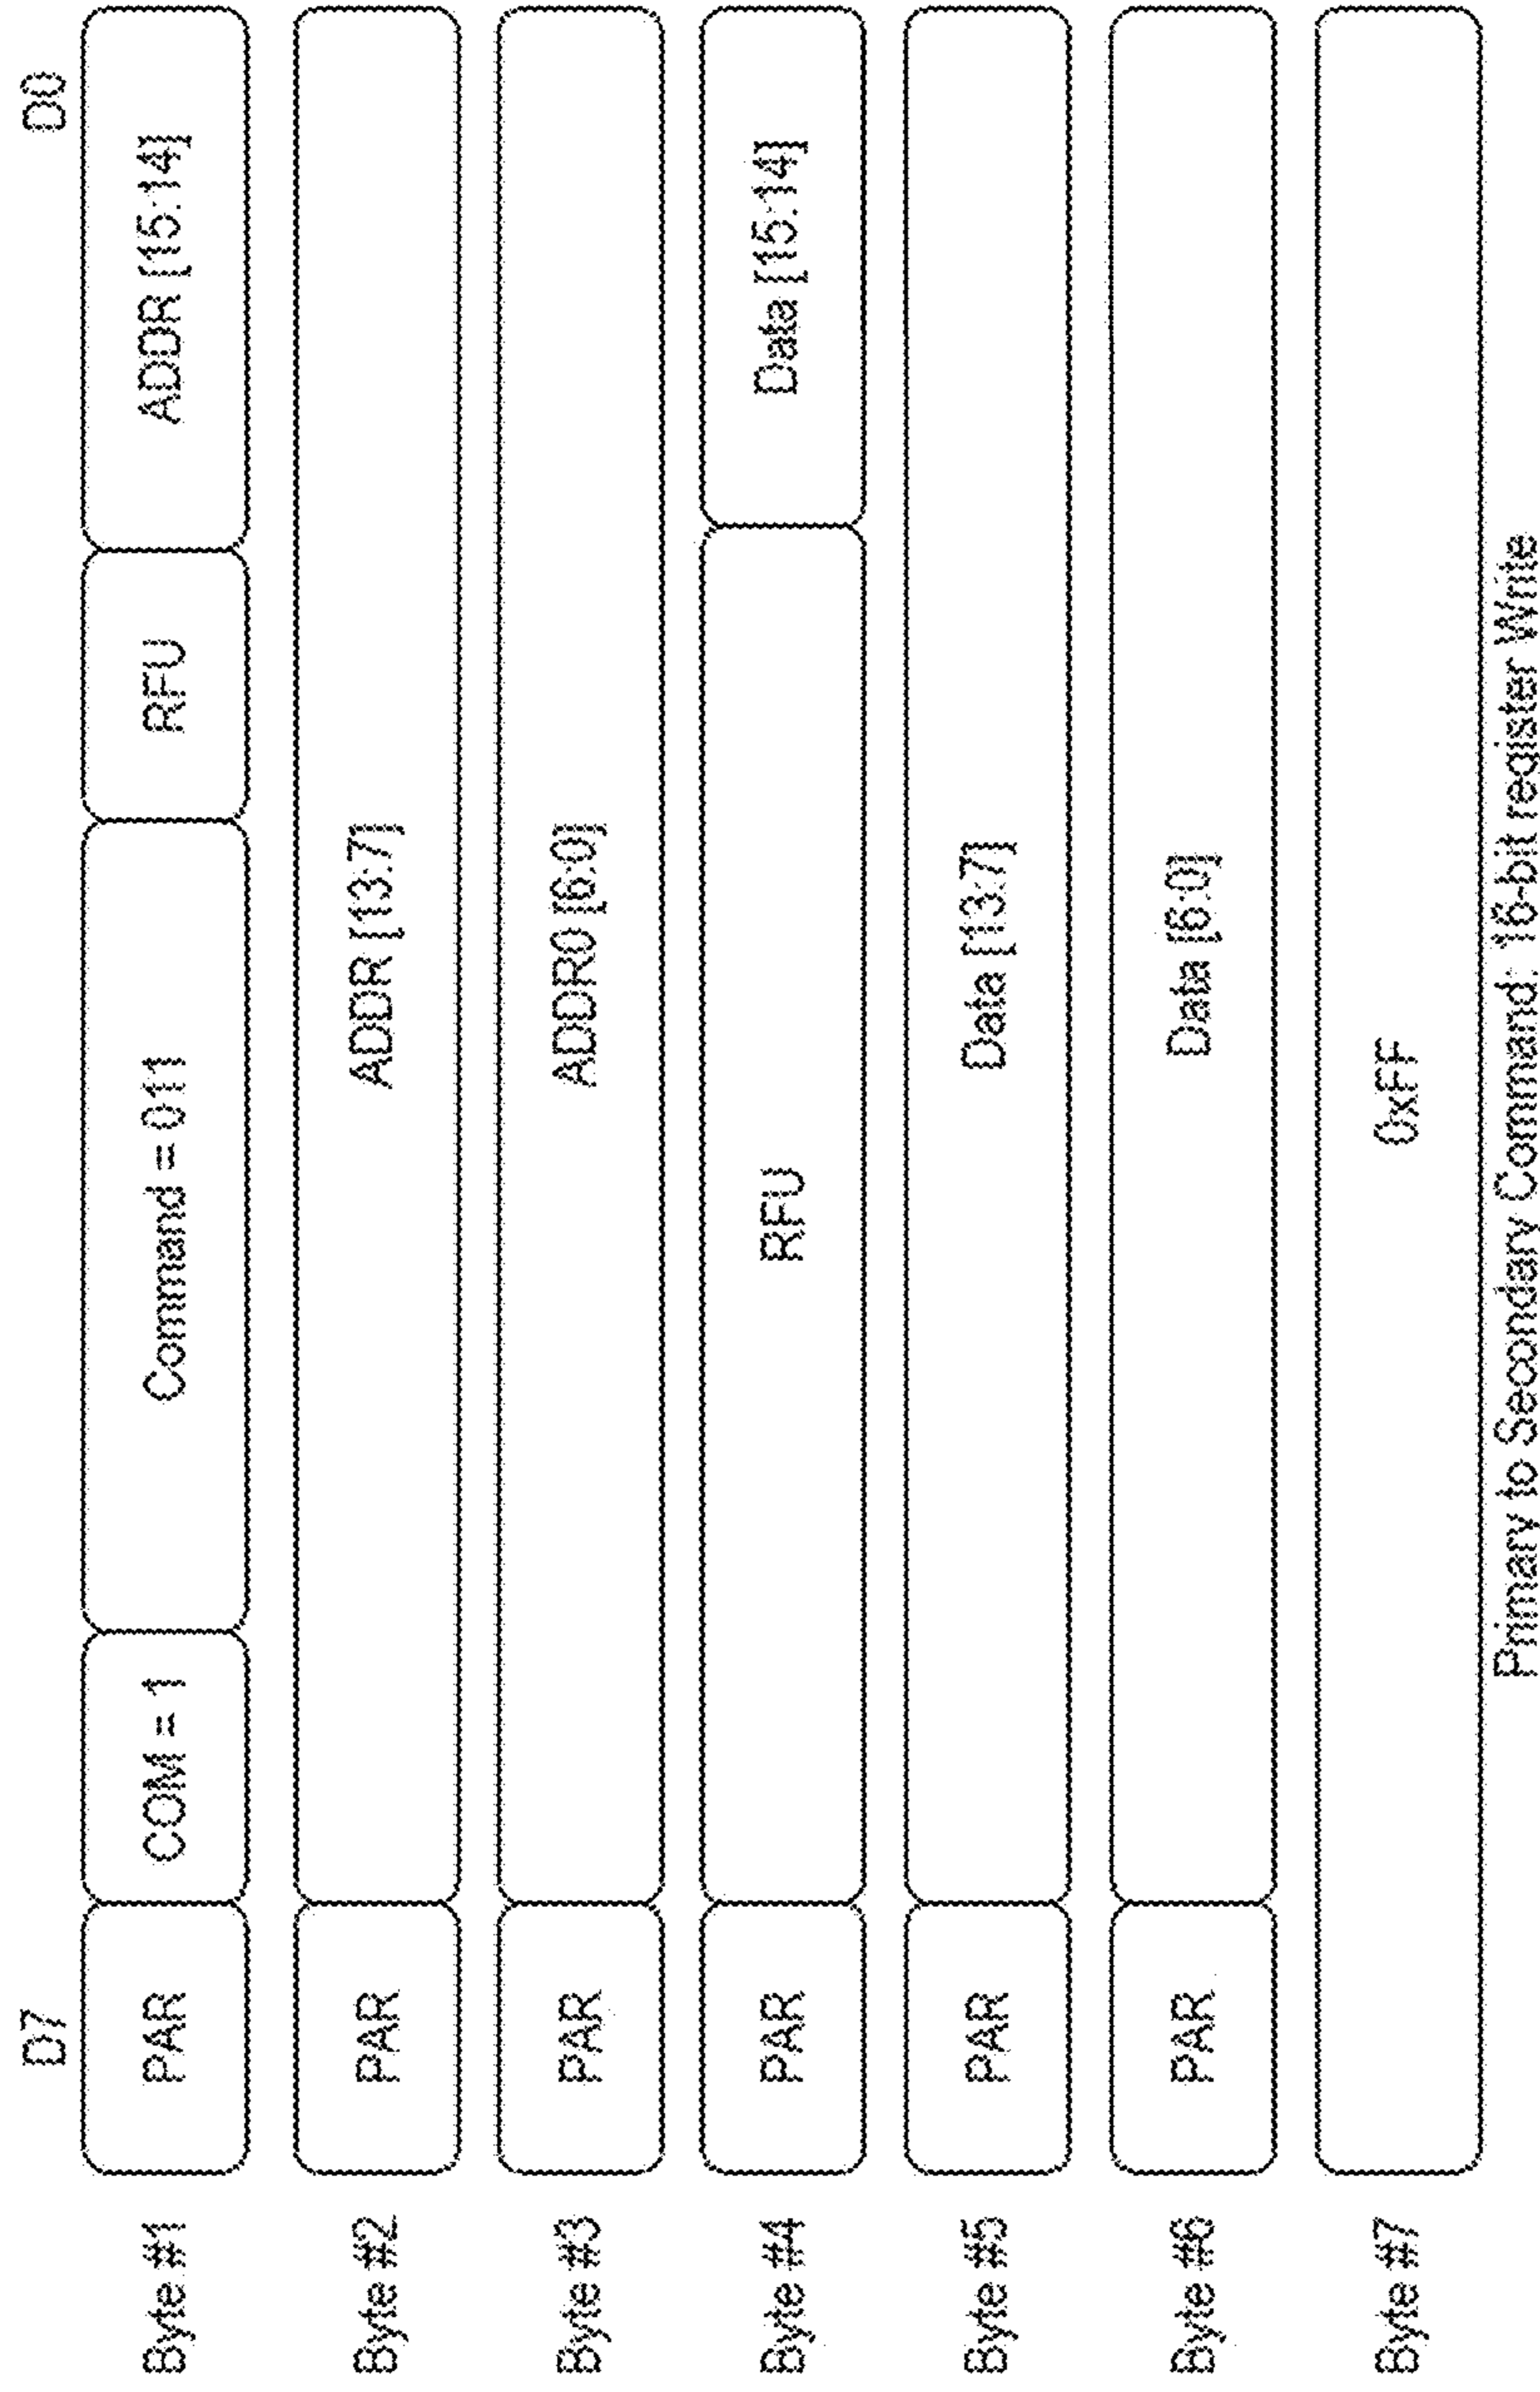 D7 D0
Byte #1 PAR COM = 1 Command = 011 RFU ADDR [15:14]
Byte #2 PAR ADDR [13:7]
Byte #3 PAR ADDR0 [6:0]
Byte #4 PAR RFU Data [15:14]
Byte #5 PAR Data [13:7]
Byte #6 PAR Data [6:0]
Byte #7 0xFF
Primary to Secondary Command: 16-bit register Write